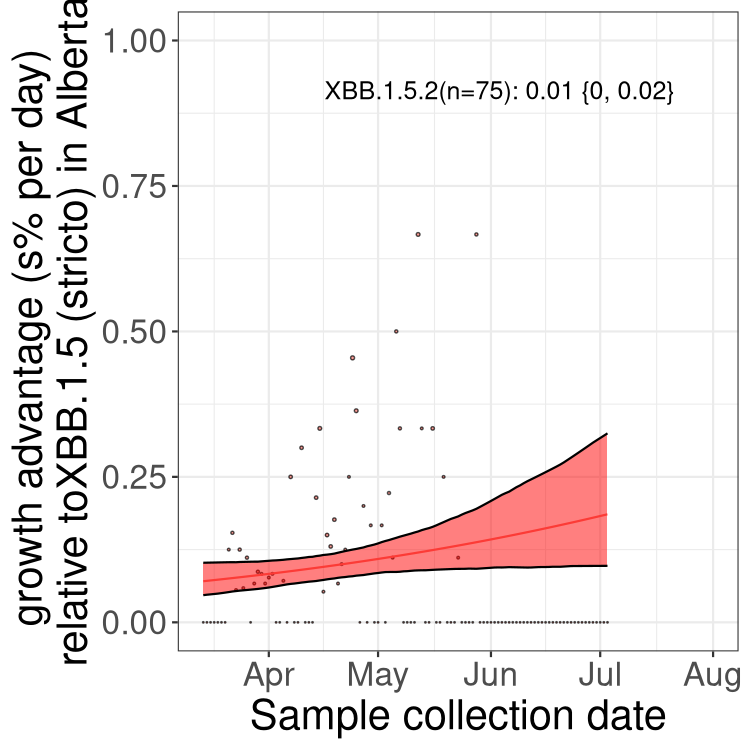 growth advantage (s% per day)
relative toXBB.1.5 (stricto) in Alberta
1.00
0.75
0.50
0.25
0.00
XBB.1.5.2(n=75): 0.01 {0, 0.02}
Apr May Jun Jul Aug
Sample collection date